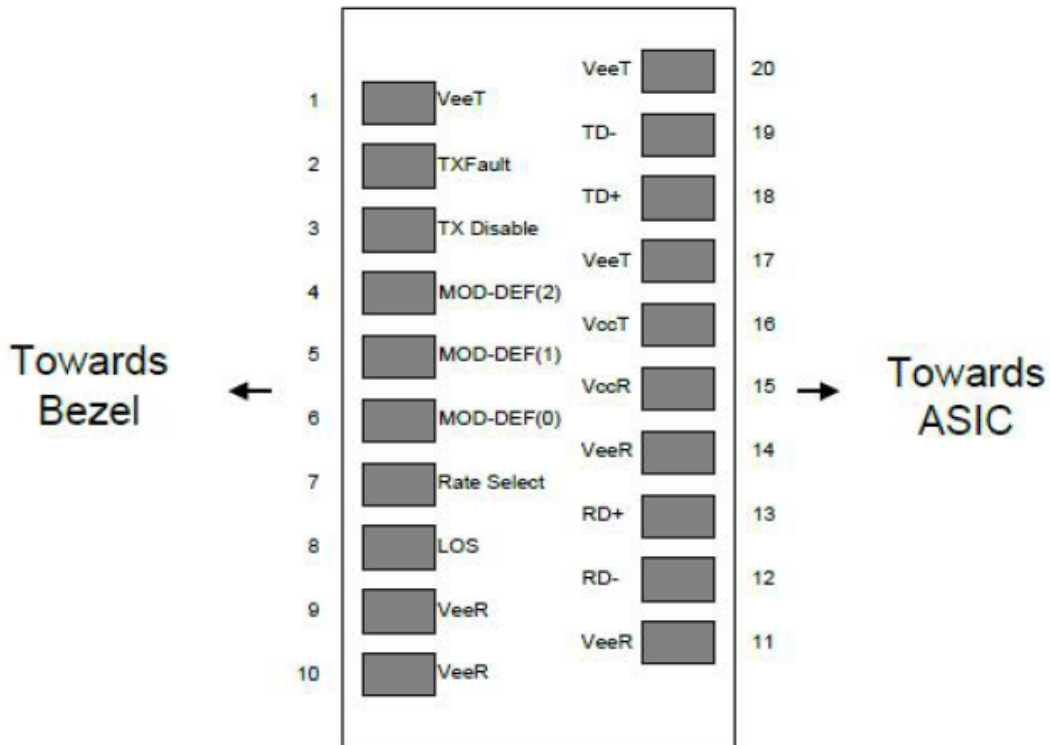 1 VeeT
2 TXFault
3 TX Disable
4 MOD-DEF(2)
5 MOD-DEF(1)
6 MOD-DEF(0)
7 Rate Select
8 LOS
9 VeeR
10 VeeR
VeeT 20
TD- 19
TD+ 18
VeeT 17
VccT 16
VccR 15
VeeR 14
RD+ 13
RD- 12
VeeR 11
Towards
Bezel
Towards
ASIC